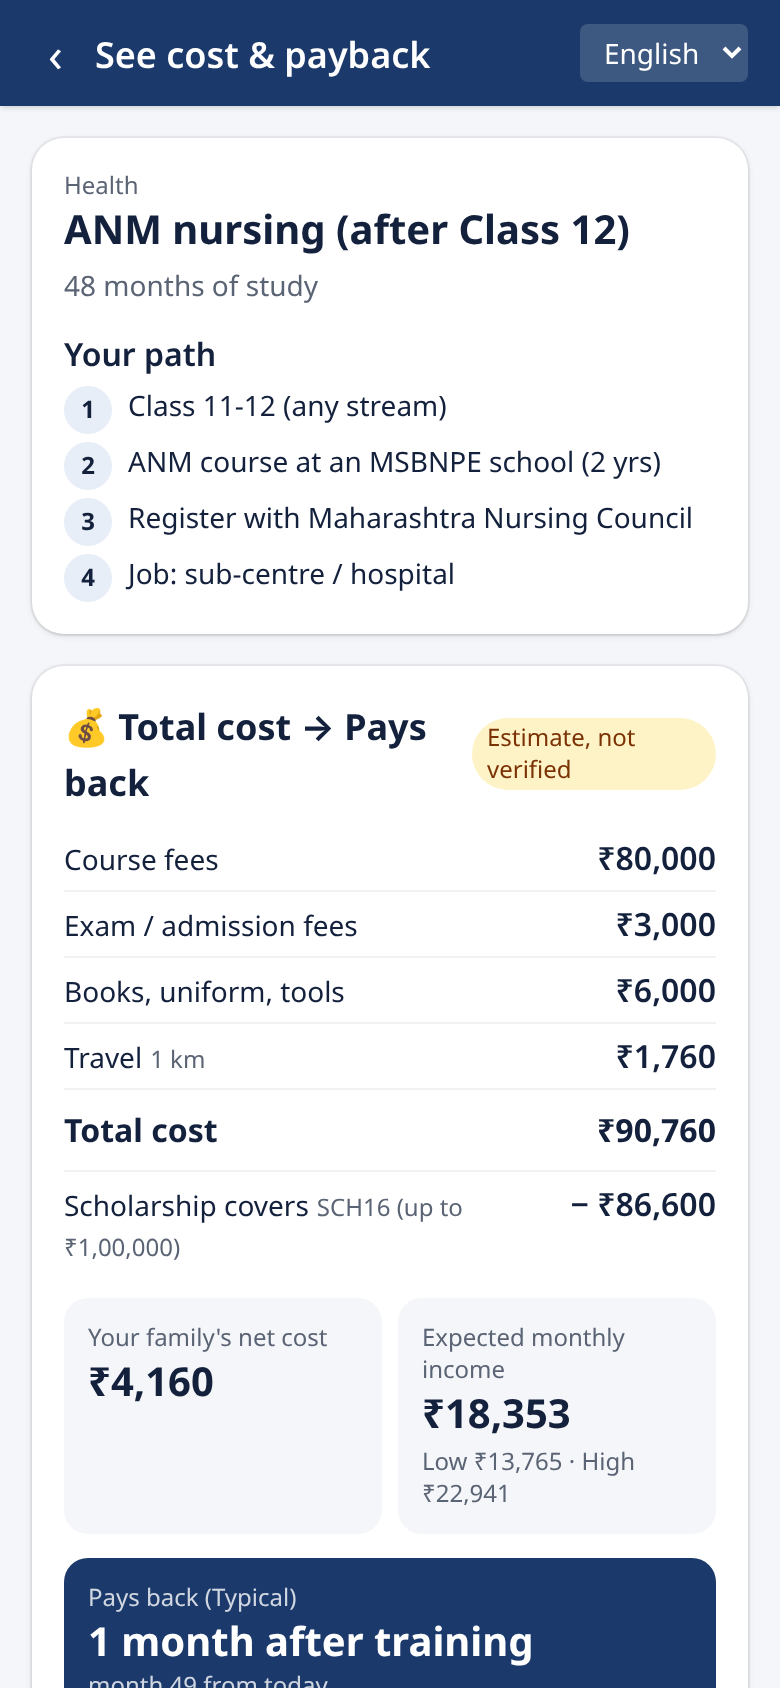 ‹ See cost & payback English
Health
ANM nursing (after Class 12)
48 months of study
Your path
1 Class 11-12 (any stream)
2 ANM course at an MSBNPE school (2 yrs)
3 Register with Maharashtra Nursing Council
4 Job: sub-centre / hospital
💰 Total cost → Pays
back
Estimate, not
verified
Course fees ₹80,000
Exam / admission fees ₹3,000
Books, uniform, tools ₹6,000
Travel 1 km ₹1,760
Total cost ₹90,760
Scholarship covers SCH16 (up to
₹1,00,000)
− ₹86,600
Your family's net cost
₹4,160
Expected monthly
income
₹18,353
Low ₹13,765 · High
₹22,941
Pays back (Typical)
1 month after training
month 49 from today